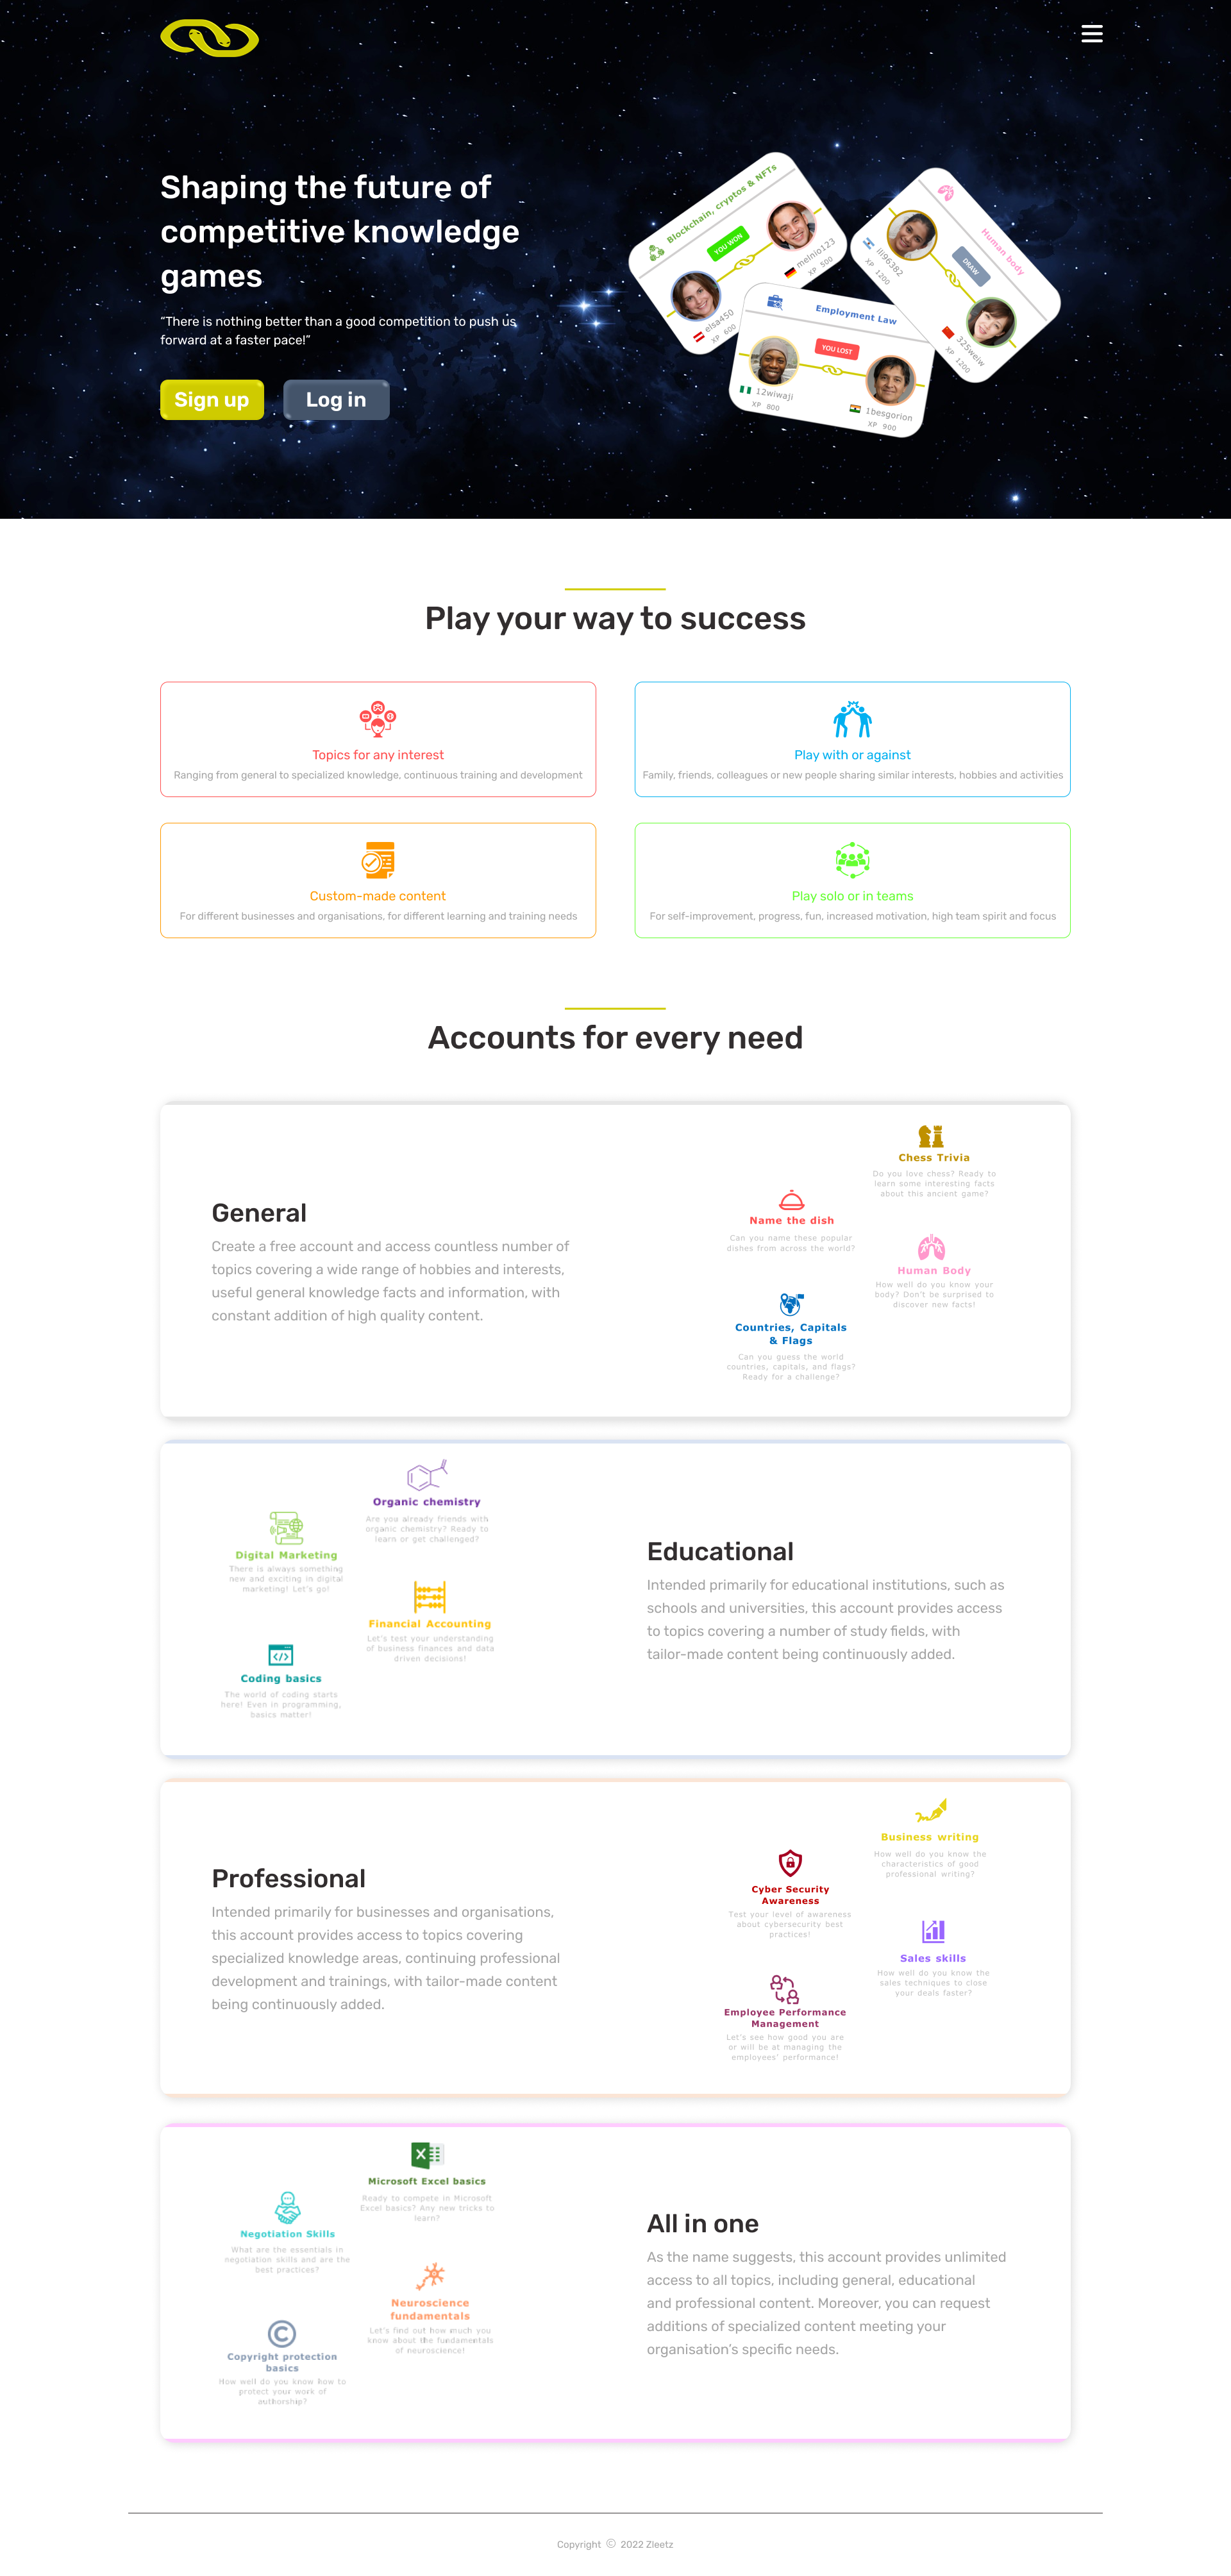 Shaping the future of
competitive knowledge
games
“There is nothing better than a good competition to push us
forward at a faster pace!”
Sign up
Log in
Blockchain, cryptos & NFTs
YOU WON
melnio123
XP 500
elsa450
XP 600
Human body
DRAW
ili96382
XP 1200
325weiw
XP 1200
Employment Law
YOU LOST
12wiwaji
XP 800
1besgorion
XP 900
Play your way to success
Topics for any interest
Ranging from general to specialized knowledge, continuous training and development
Play with or against
Family, friends, colleagues or new people sharing similar interests, hobbies and activities
Custom-made content
For different businesses and organisations, for different learning and training needs
Play solo or in teams
For self-improvement, progress, fun, increased motivation, high team spirit and focus
Accounts for every need
General
Create a free account and access countless number of
topics covering a wide range of hobbies and interests,
useful general knowledge facts and information, with
constant addition of high quality content.
Chess Trivia
Do you love chess? Ready to
learn some interesting facts
about this ancient game?
Name the dish
Can you name these popular
dishes from across the world?
Human Body
How well do you know your
body? Don't be surprised to
discover new facts!
Countries, Capitals
& Flags
Can you guess the world
countries, capitals, and flags?
Ready for a challenge?
Organic chemistry
Are you already friends with
organic chemistry? Ready to
learn or get challenged?
Digital Marketing
There is always something
new and exciting in digital
marketing! Let's go!
Financial Accounting
Let's test your understanding
of business finances and data
driven decisions!
Coding basics
The world of coding starts
here! Even in programming,
basics matter!
Educational
Intended primarily for educational institutions, such as
schools and universities, this account provides access
to topics covering a number of study fields, with
tailor-made content being continuously added.
Professional
Intended primarily for businesses and organisations,
this account provides access to topics covering
specialized knowledge areas, continuing professional
development and trainings, with tailor-made content
being continuously added.
Business writing
How well do you know the
characteristics of good
professional writing?
Cyber Security
Awareness
Test your level of awareness
about cybersecurity best
practices!
Sales skills
How well do you know the
sales techniques to close
your deals faster?
Employee Performance
Management
Let's see how good you are
or will be at managing the
employees' performance!
Microsoft Excel basics
Ready to compete in Microsoft
Excel basics? Any new tricks to
learn?
Negotiation Skills
What are the essentials in
negotiation skills and are the
best practices?
Neuroscience
fundamentals
Let's find out how much you
know about the fundamentals
of neuroscience!
Copyright protection
basics
How well do you know how to
protect your work of
authorship?
All in one
As the name suggests, this account provides unlimited
access to all topics, including general, educational
and professional content. Moreover, you can request
additions of specialized content meeting your
organisation's specific needs.
Copyright © 2022 Zleetz